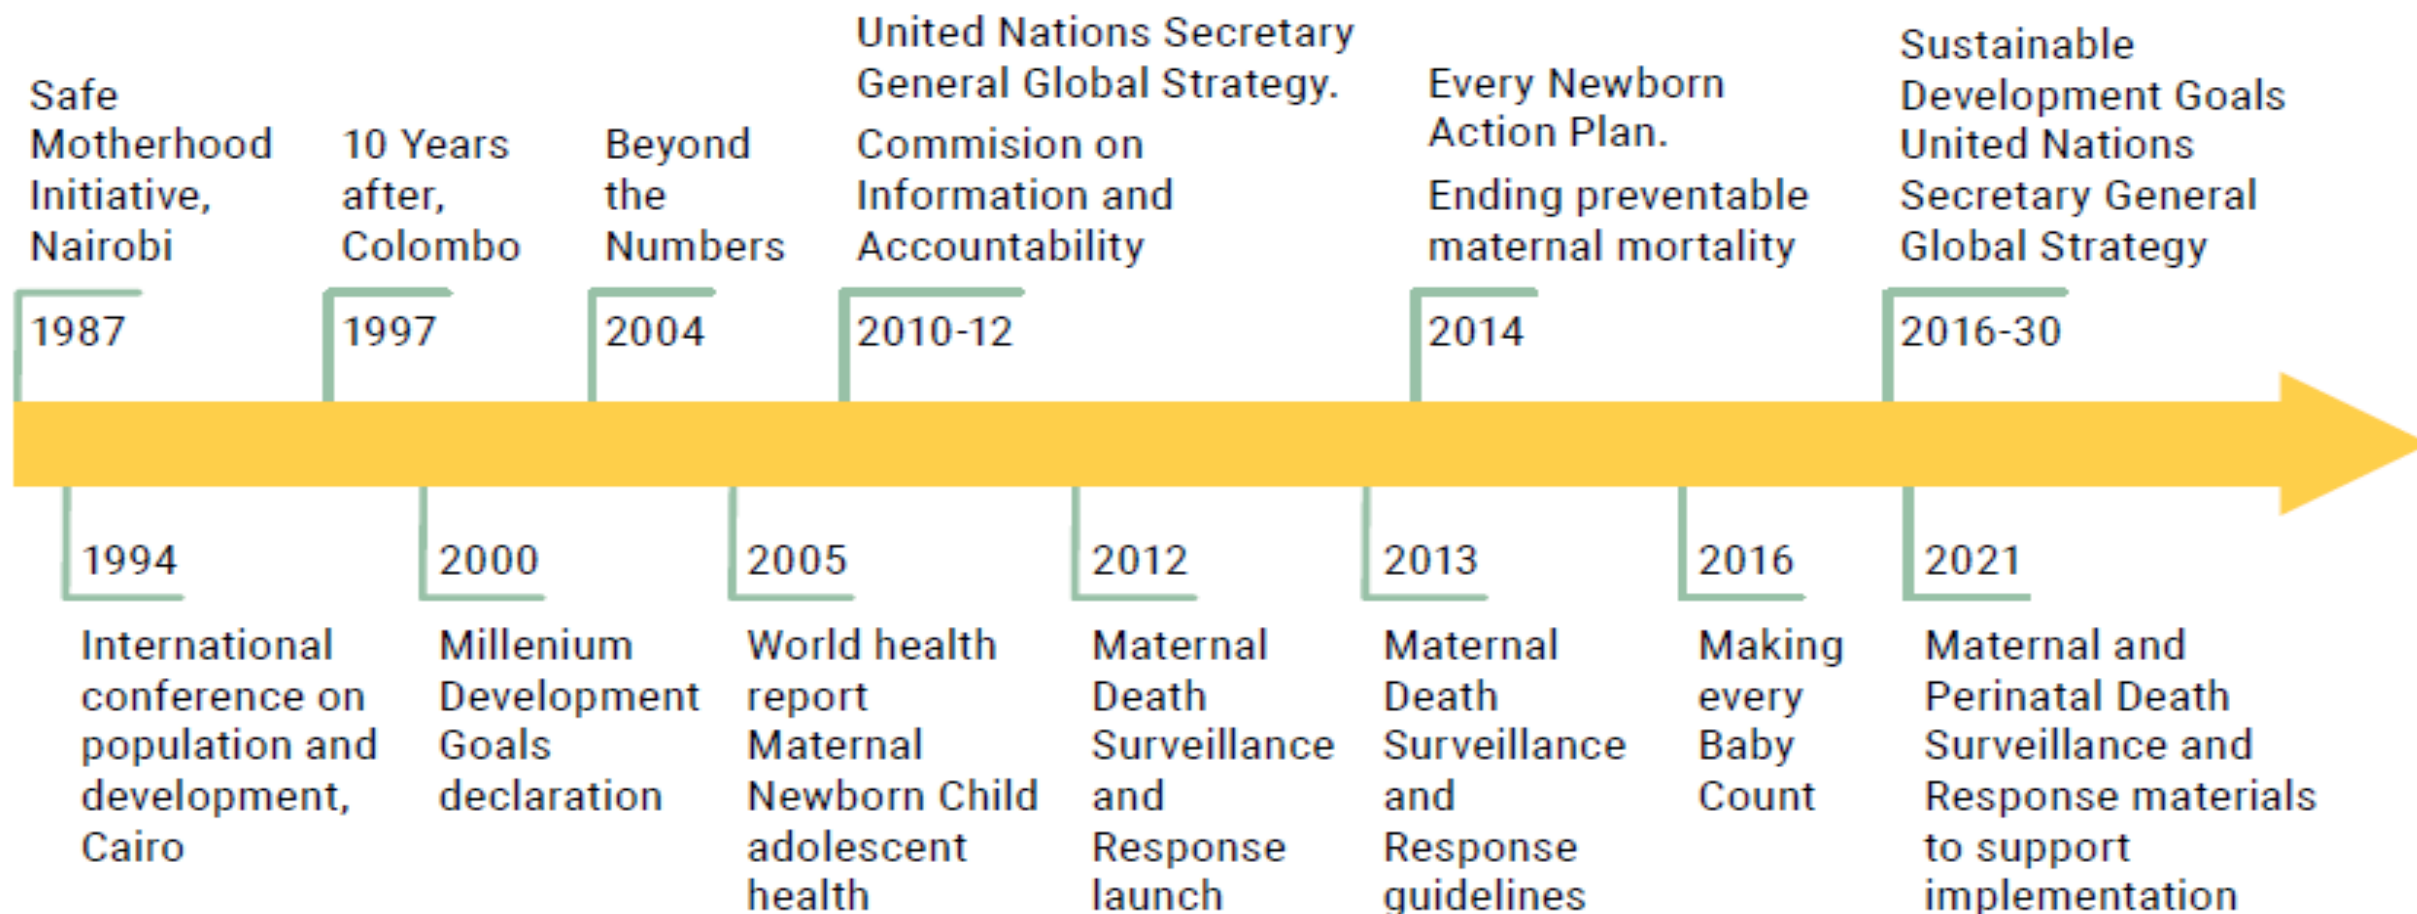 Safe
Motherhood
Initiative,
Nairobi
1987
10 Years
after,
Colombo
1997
Beyond
the
Numbers
2004
United Nations Secretary
General Global Strategy.
Commision on
Information and
Accountability
2010-12
Every Newborn
Action Plan.
Ending preventable
maternal mortality
2014
Sustainable
Development Goals
United Nations
Secretary General
Global Strategy
2016-30
1994
International
conference on
population and
development,
Cairo
2000
Millenium
Development
Goals
declaration
2005
World health
report
Maternal
Newborn Child
adolescent
health
2012
Maternal
Death
Surveillance
and
Response
launch
2013
Maternal
Death
Surveillance
and
Response
guidelines
2016
Making
every
Baby
Count
2021
Maternal and
Perinatal Death
Surveillance and
Response materials
to support
implementation